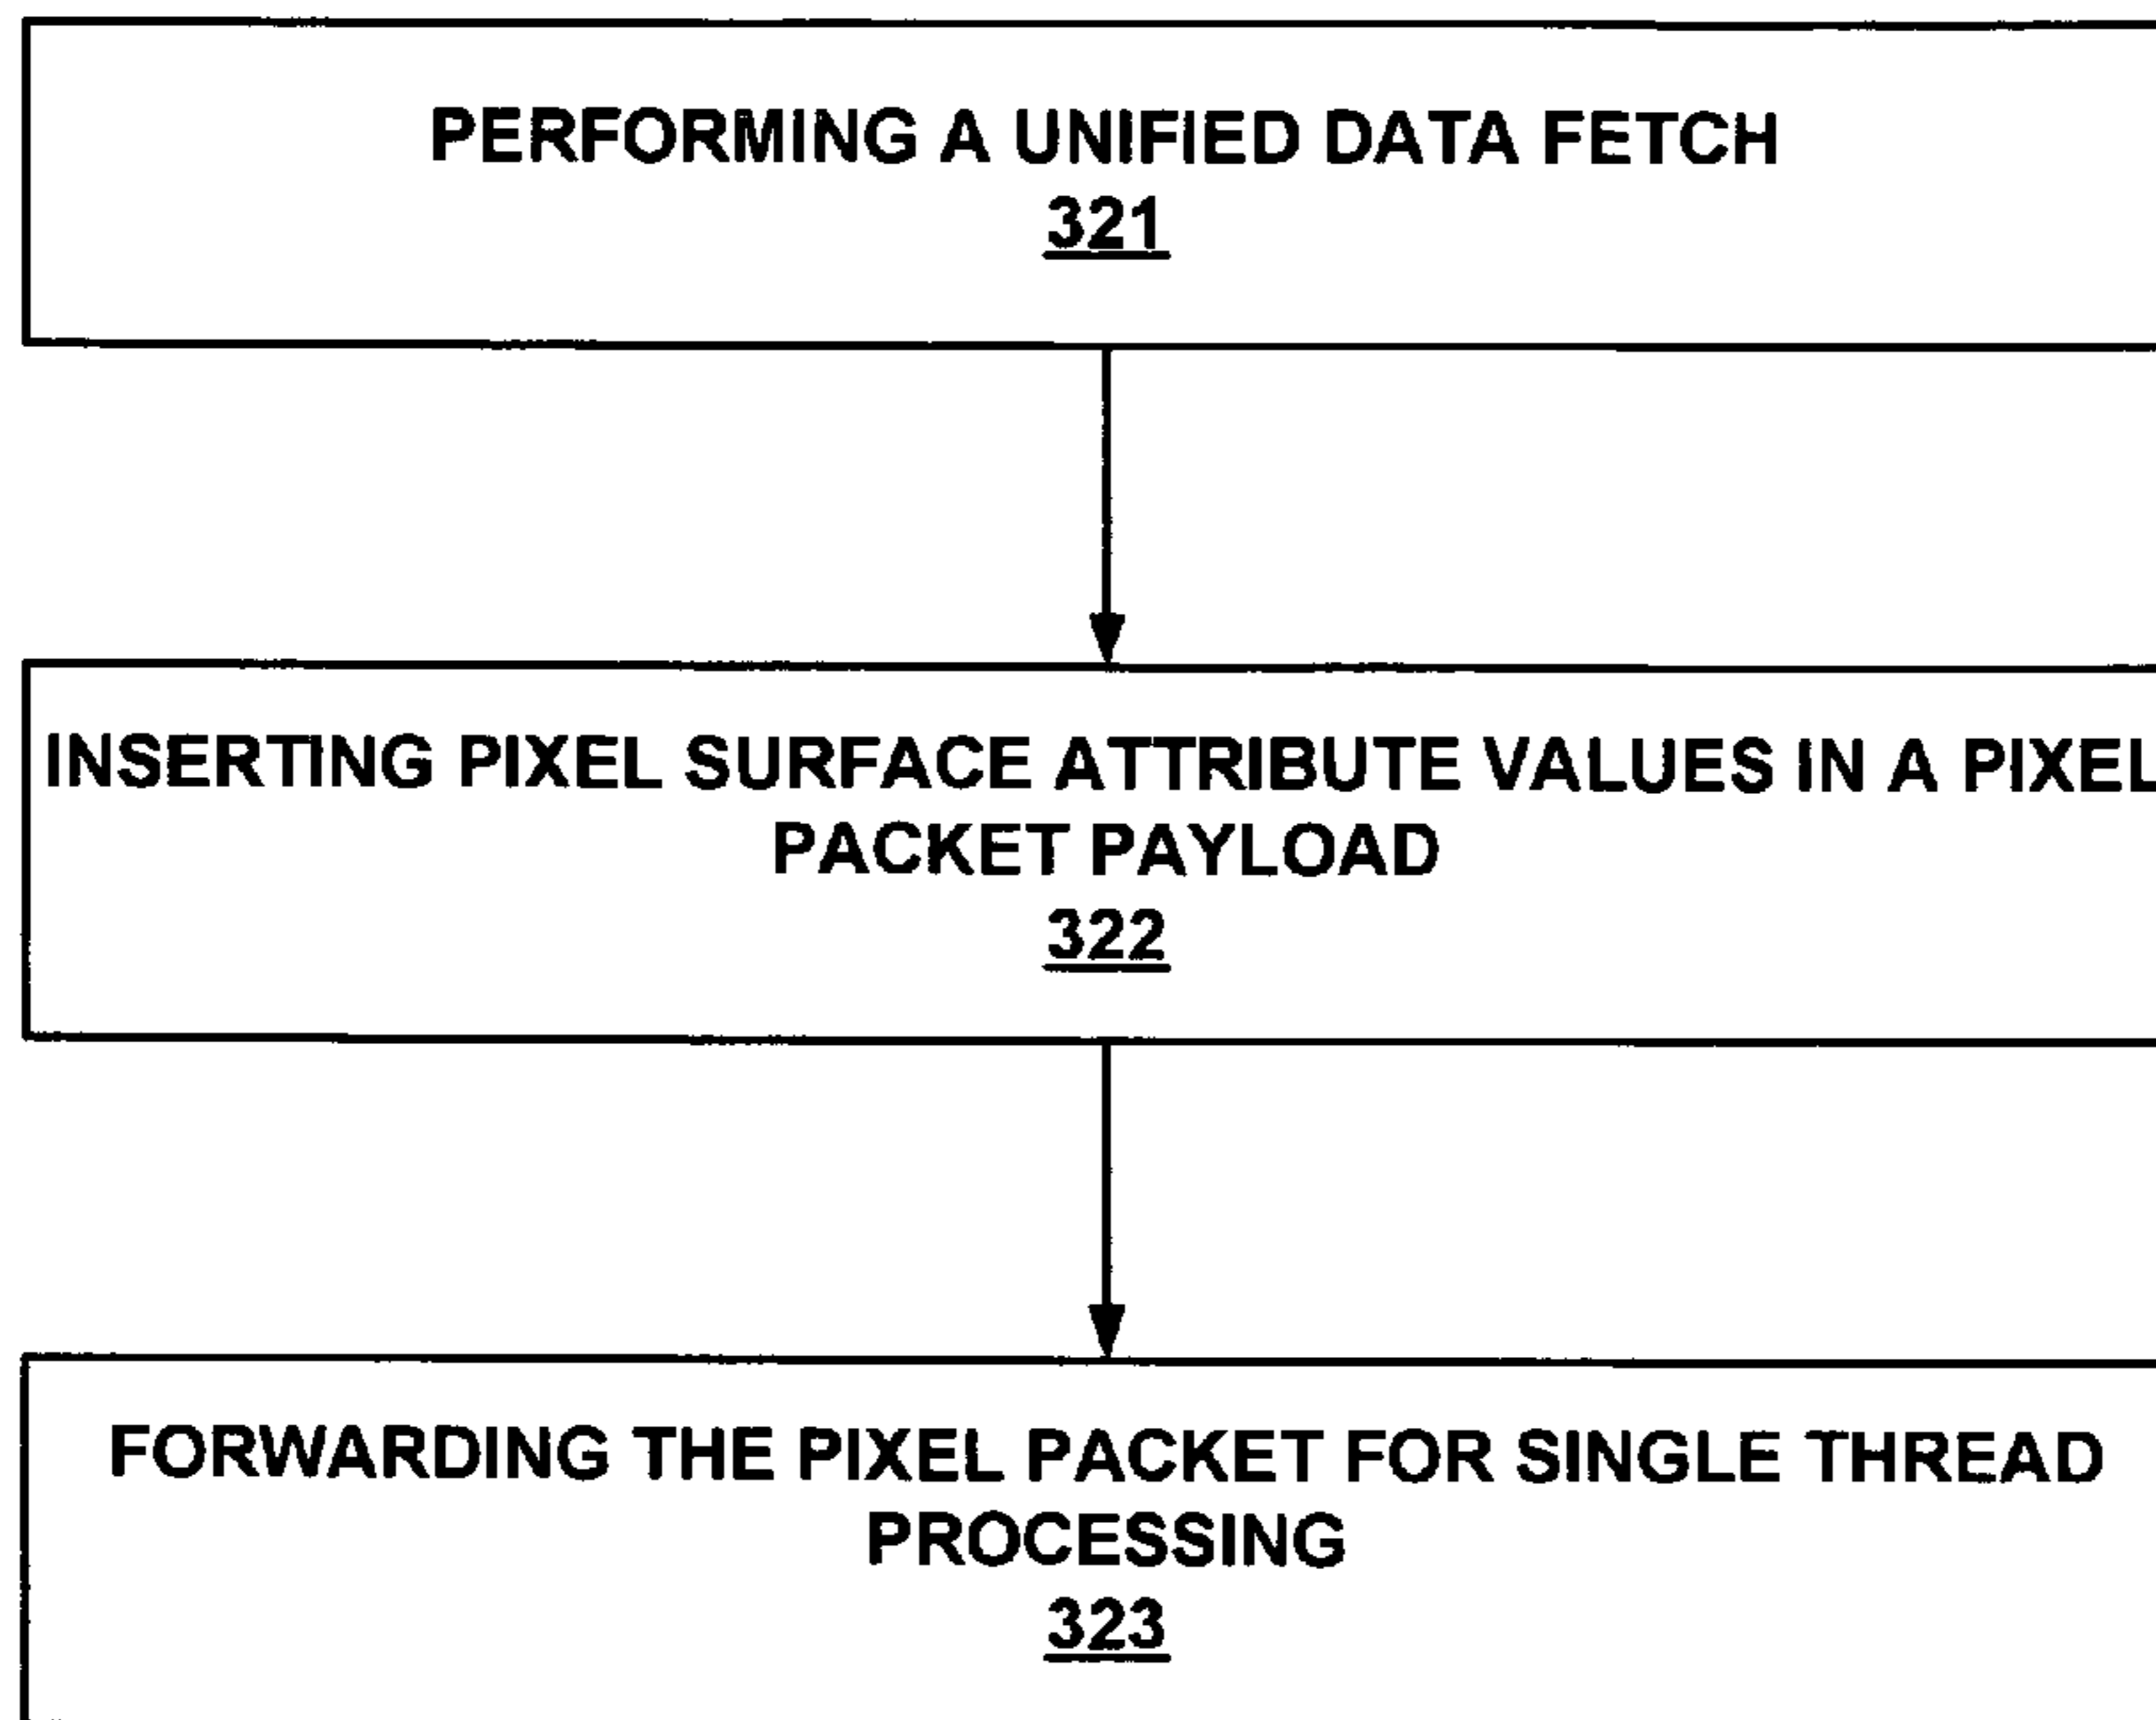 PERFORMING A UNIFIED DATA FETCH
321
INSERTING PIXEL SURFACE ATTRIBUTE VALUES IN A PIXEL
PACKET PAYLOAD
322
FORWARDING THE PIXEL PACKET FOR SINGLE THREAD
PROCESSING
323